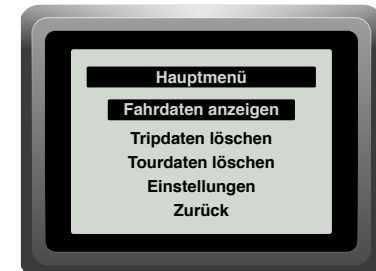 Hauptmenü
Fahrdaten anzeigen
Tripdaten löschen
Tourdaten löschen
Einstellungen
Zurück